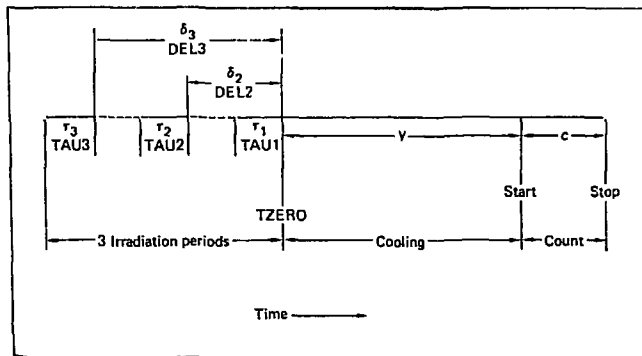 δ3
DEL3
δ2
DEL2
τ3
TAU3
τ2
TAU2
τ1
TAU1
γ
c
Start
Stop
TZERO
3 Irradiation periods
Cooling
Count
Time